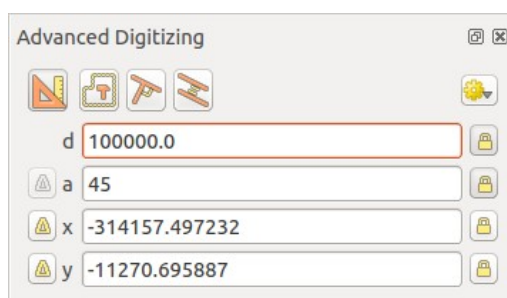 Advanced Digitizing
d 100000.0
a 45
x -314157.497232
y -11270.695887